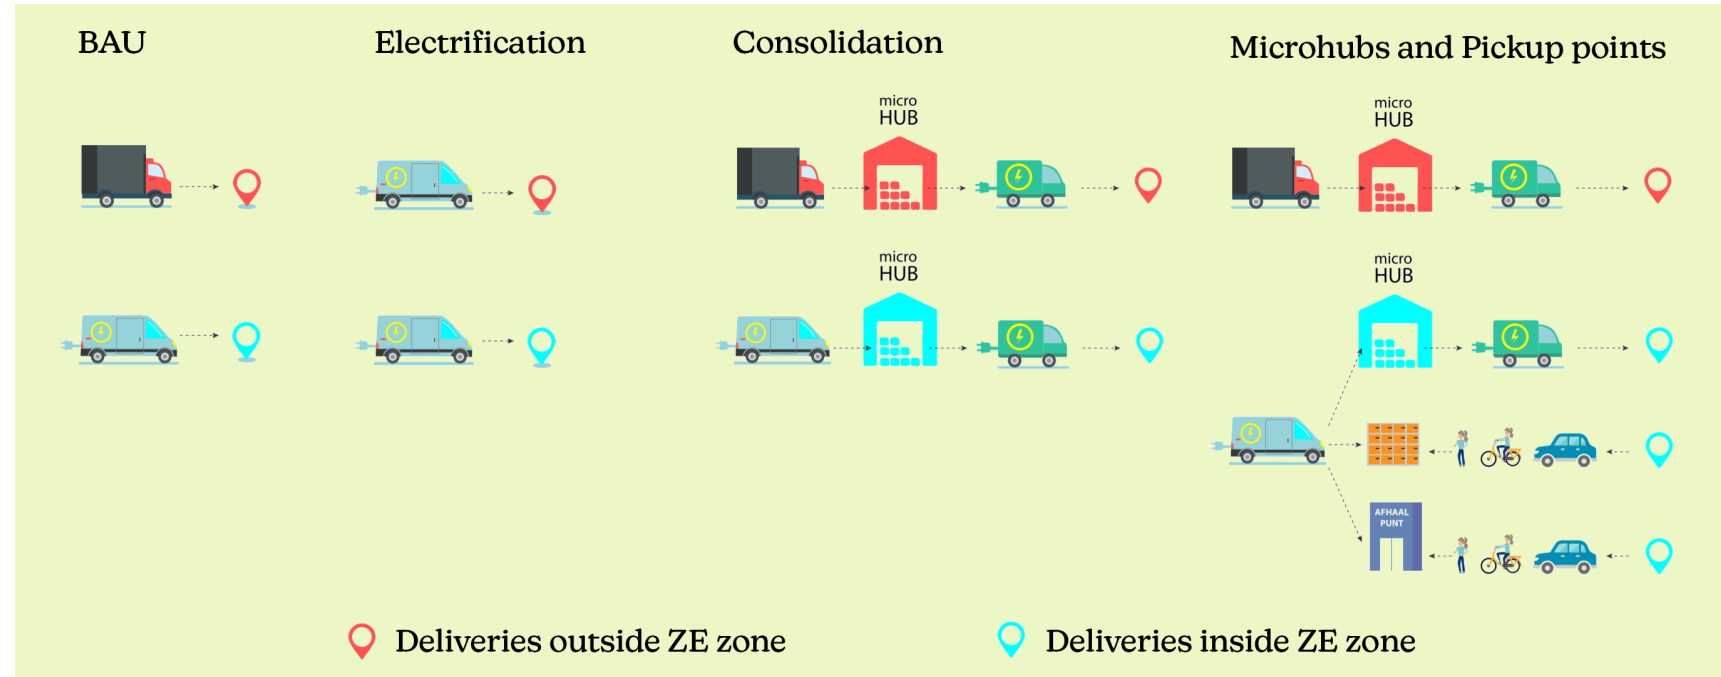 BAU
Electrification
Consolidation
Microhubs and Pickup points
micro
HUB
micro
HUB
micro
HUB
micro
HUB
AFHAAL
PUNT
Deliveries outside ZE zone
Deliveries inside ZE zone